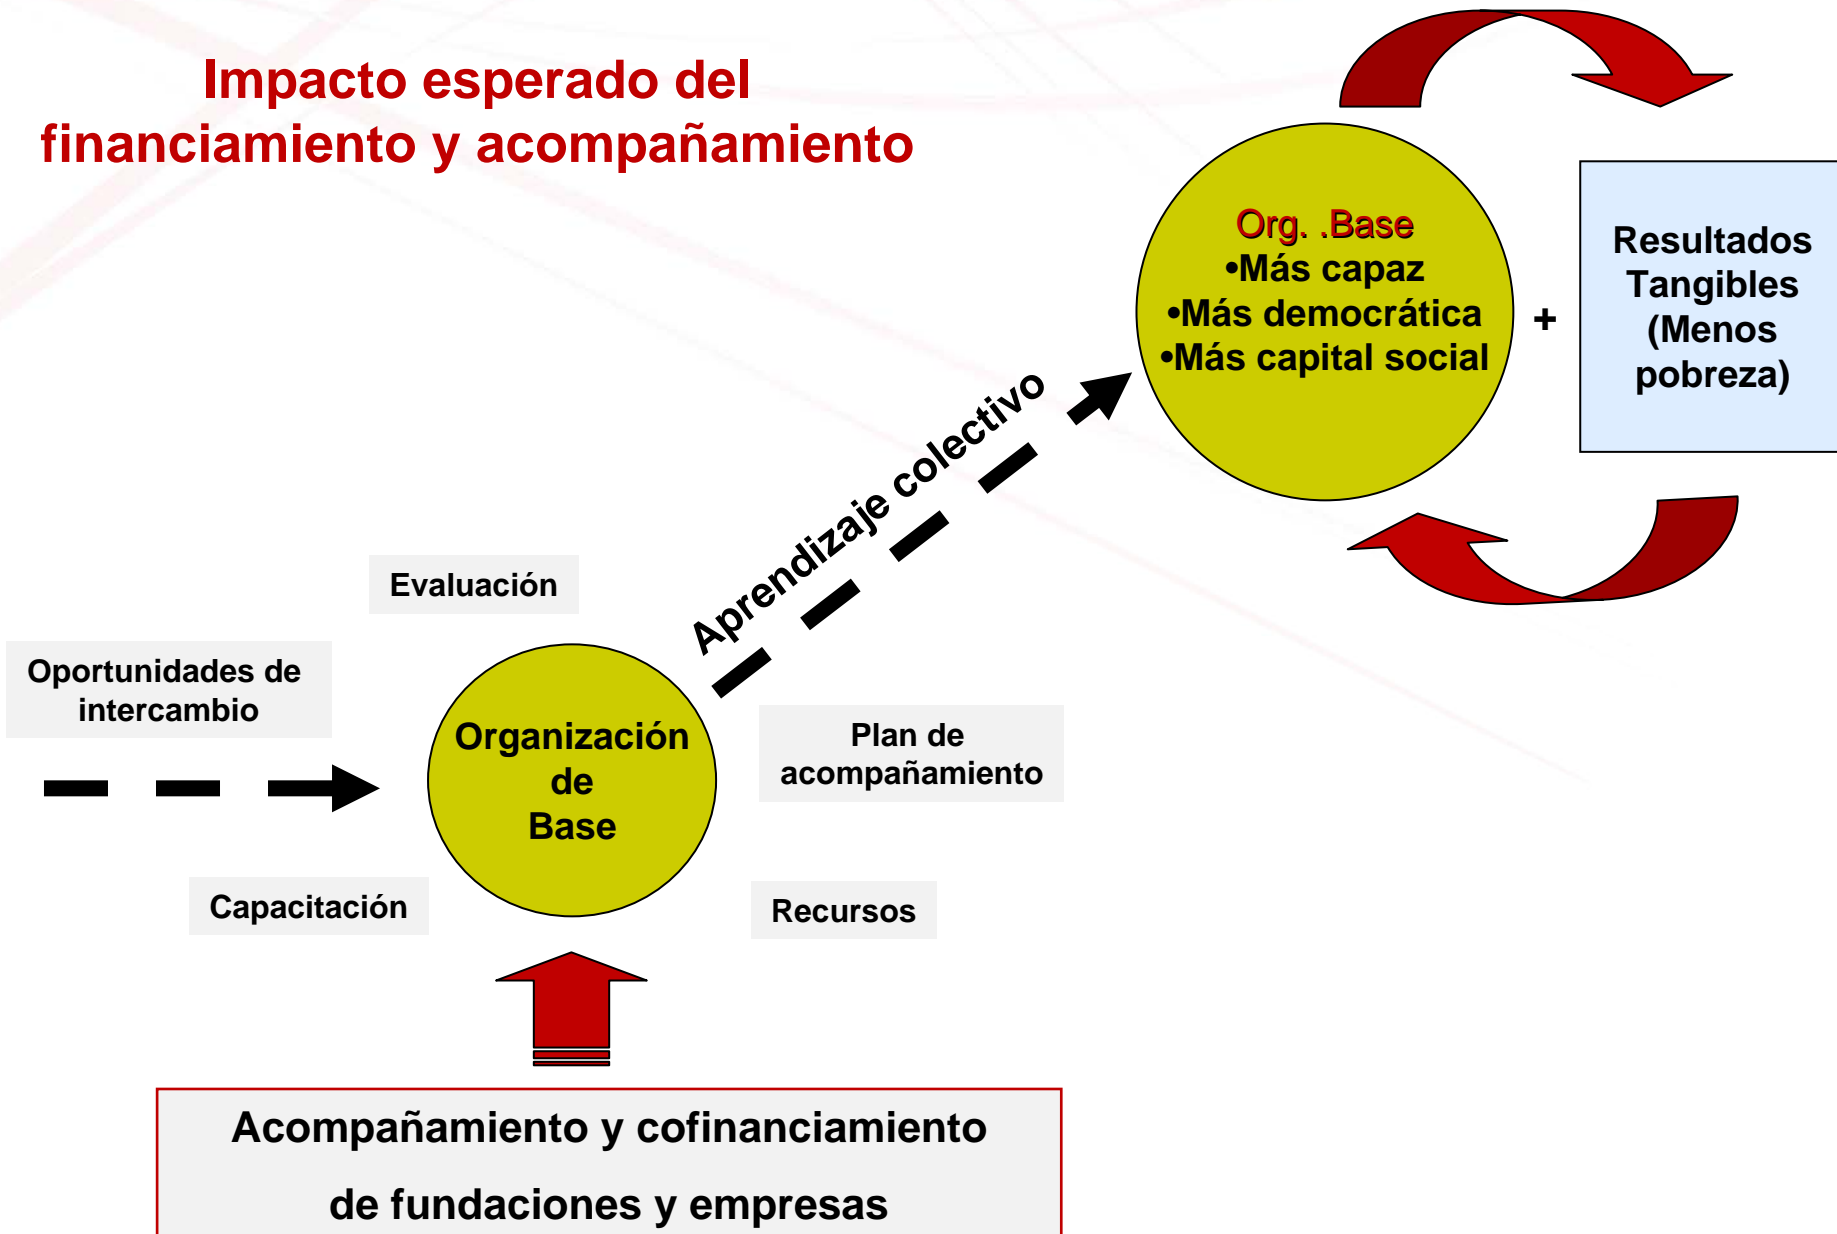 Impacto esperado del
financiamiento y acompañamiento
Org. .Base
•Más capaz
•Más democrática
•Más capital social
+
Resultados
Tangibles
(Menos
pobreza)
Aprendizaje colectivo
Evaluación
Oportunidades de
intercambio
Organización
de
Base
Plan de
acompañamiento
Capacitación
Recursos
Acompañamiento y cofinanciamiento
de fundaciones y empresas